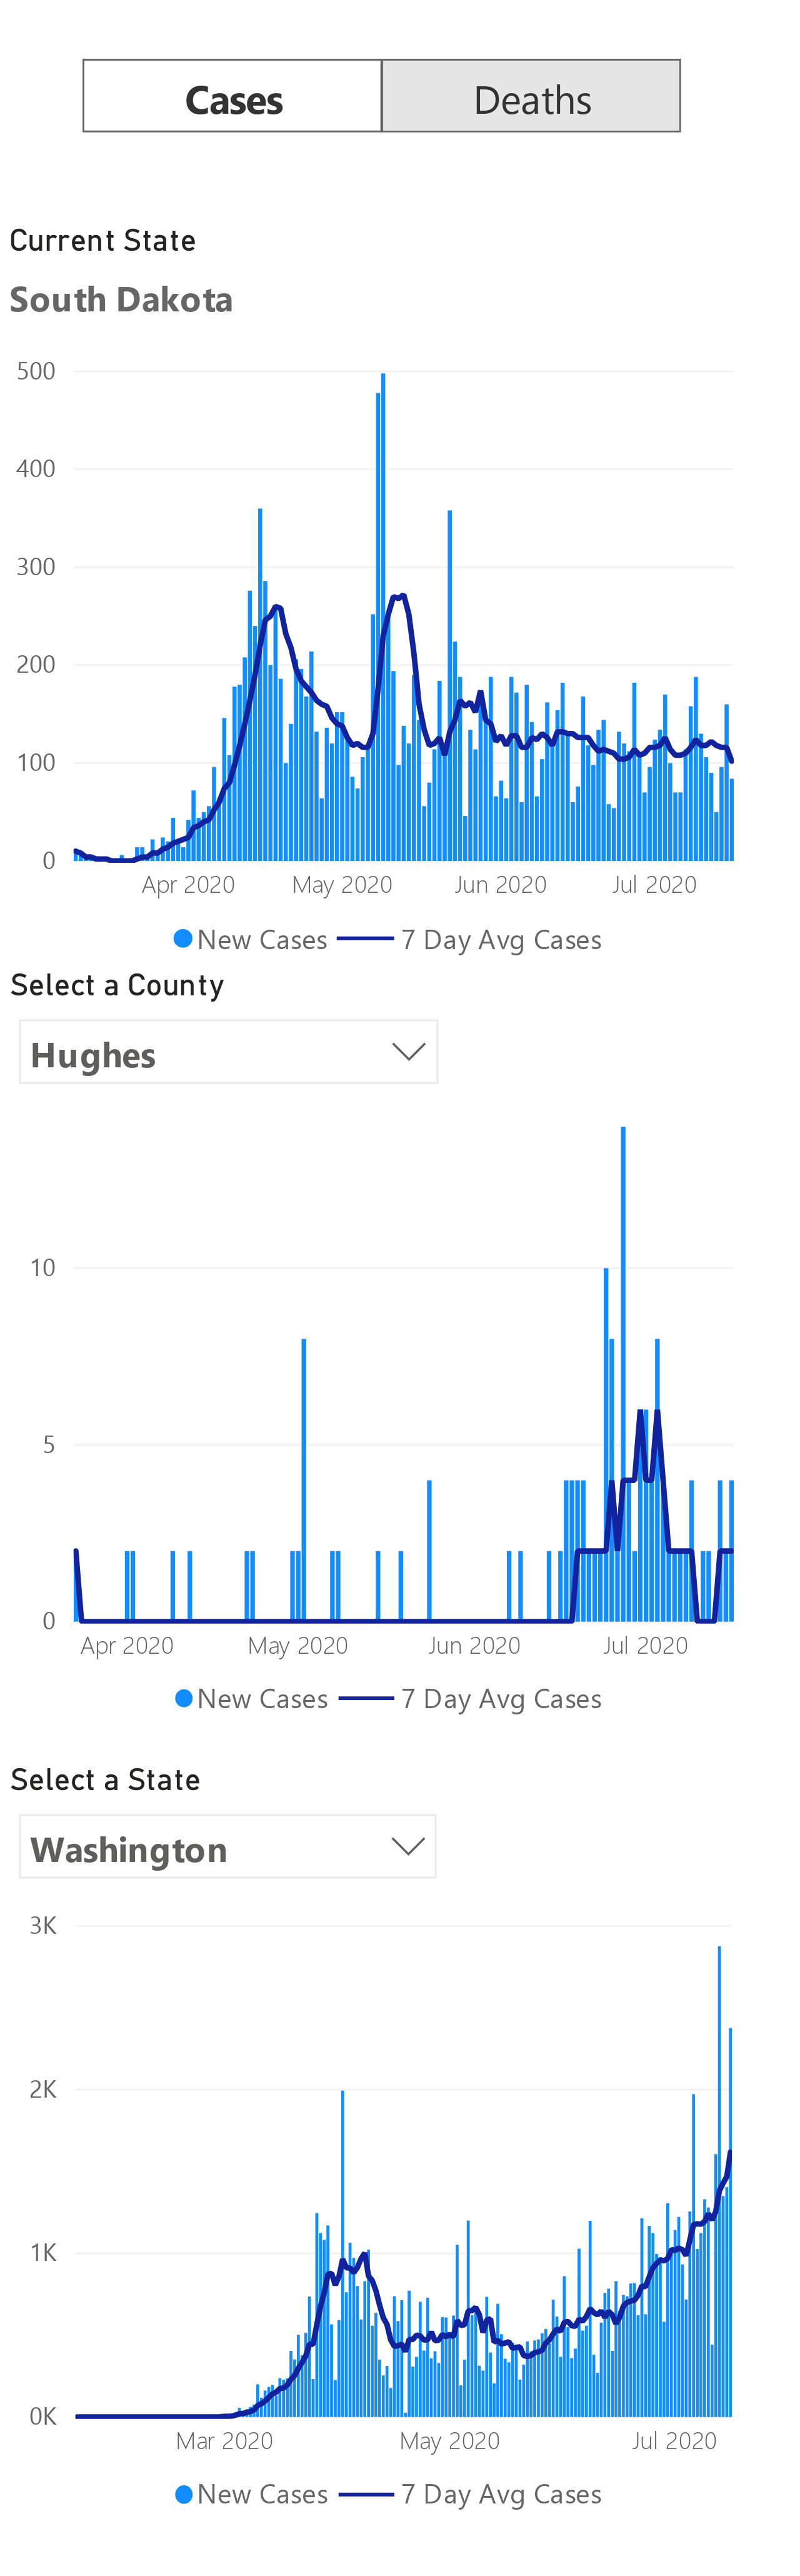 Cases Deaths
Current State
South Dakota
500
400
300
200
100
0
Apr 2020 May 2020 Jun 2020 Jul 2020
New Cases 7 Day Avg Cases
Select a County
Hughes
10
5
0
Apr 2020 May 2020 Jun 2020 Jul 2020
New Cases 7 Day Avg Cases
Select a State
Washington
3K
2K
1K
0K
Mar 2020 May 2020 Jul 2020
New Cases 7 Day Avg Cases